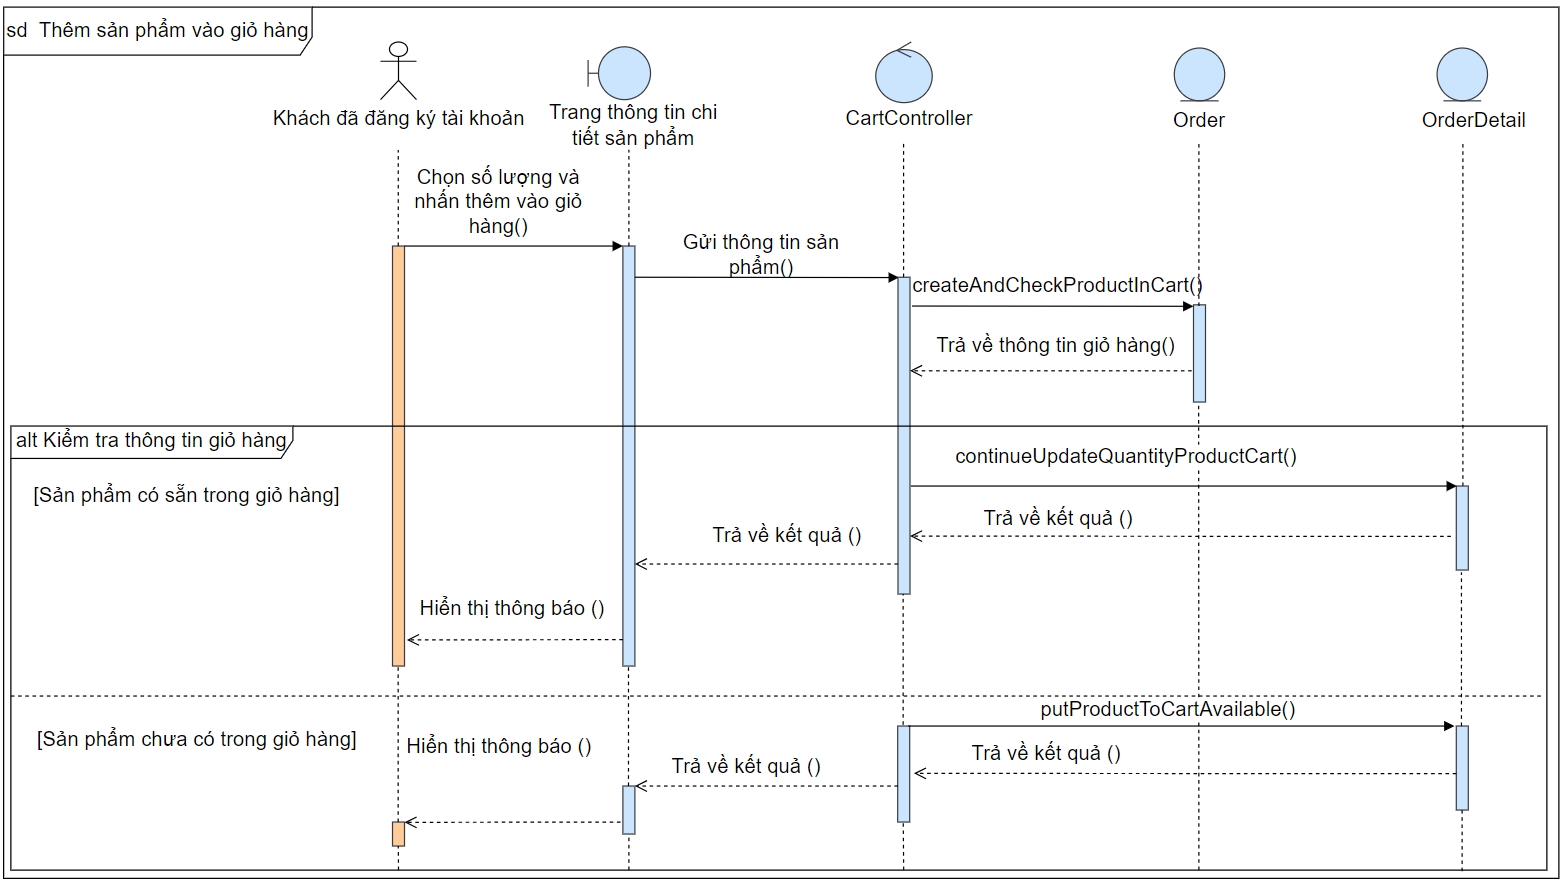 sd  Thêm sản phẩm vào giỏ hàng
Khách đã đăng ký tài khoản
Trang thông tin chi
tiết sản phẩm
CartController
Order
OrderDetail
Chọn số lượng và
nhấn thêm vào giỏ
hàng()
Gửi thông tin sản
phẩm()
createAndCheckProductInCart()
Trả về thông tin giỏ hàng()
alt Kiểm tra thông tin giỏ hàng
continueUpdateQuantityProductCart()
[Sản phẩm có sẵn trong giỏ hàng]
Trả về kết quả ()
Trả về kết quả ()
Hiển thị thông báo ()
putProductToCartAvailable()
[Sản phẩm chưa có trong giỏ hàng]
Hiển thị thông báo ()
Trả về kết quả ()
Trả về kết quả ()